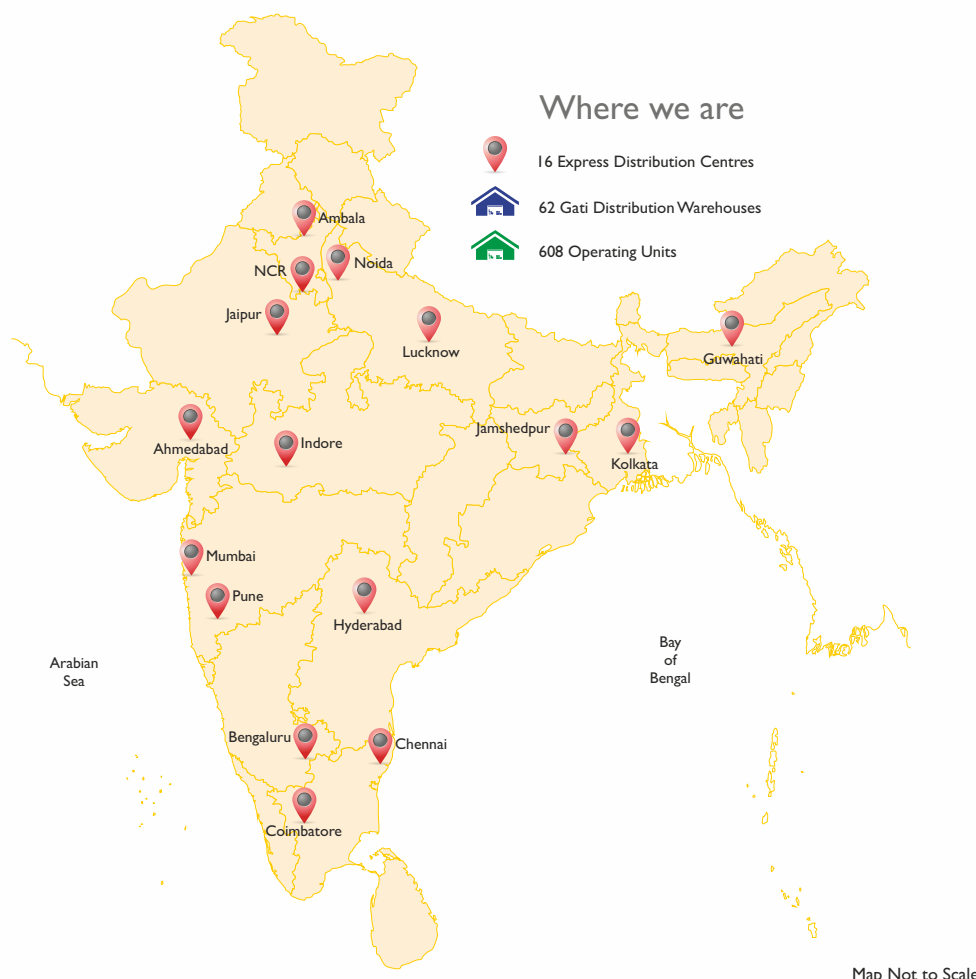 Where we are
16 Express Distribution Centres
62 Gati Distribution Warehouses
608 Operating Units
Ambala
NCR
Noida
Jaipur
Lucknow
Guwahati
Ahmedabad
Indore
Jamshedpur
Kolkata
Mumbai
Pune
Hyderabad
Arabian
Sea
Bay
of
Bengal
Bengaluru
Chennai
Coimbatore
Map Not to Scale